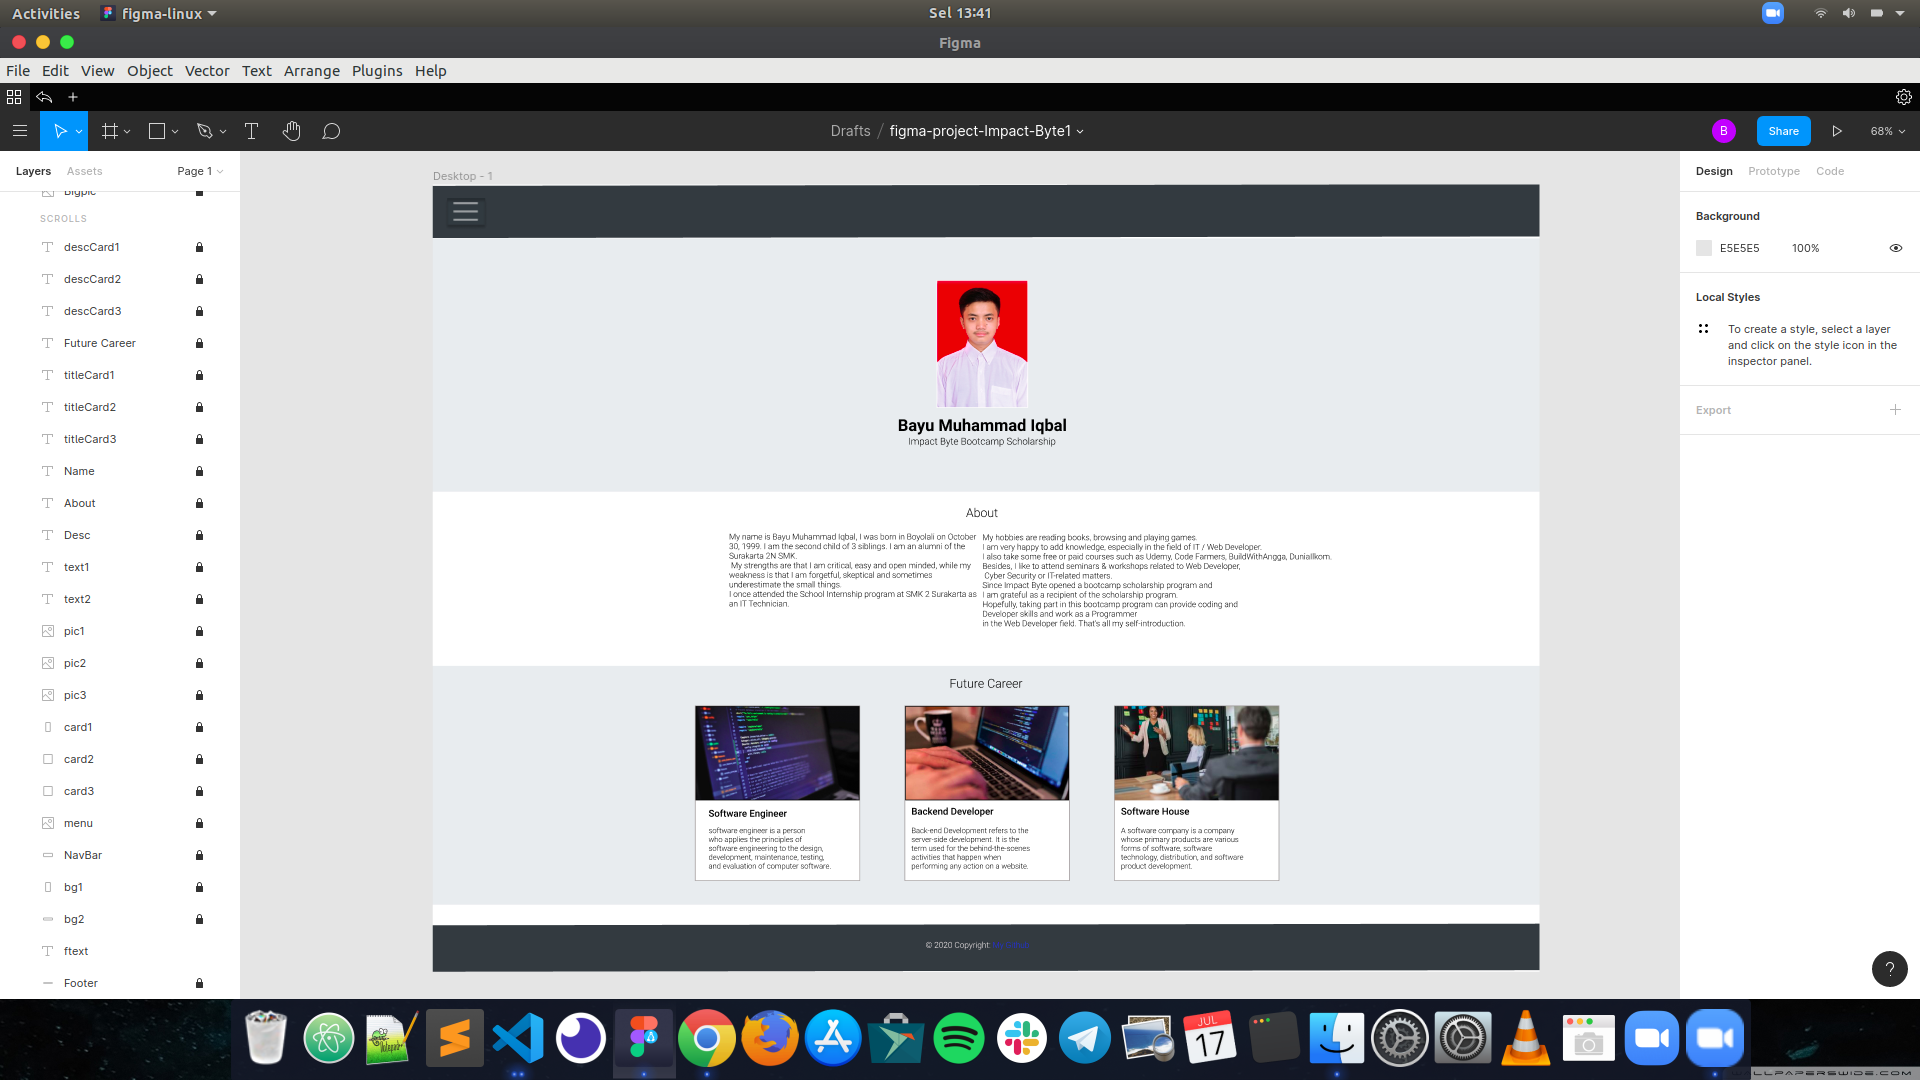 Activities
figma-linux
Sel 13:41
Figma
File Edit View Object Vector Text Arrange Plugins Help
Drafts / figma-project-Impact-Byte1
B
Share
68%
Layers
Assets
Page 1
Bigpic
SCROLLS
descCard1
descCard2
descCard3
Future Career
titleCard1
titleCard2
titleCard3
Name
About
Desc
text1
text2
pic1
pic2
pic3
card1
card2
card3
menu
NavBar
bg1
bg2
ftext
Footer
Desktop - 1
Bayu Muhammad Iqbal
Impact Byte Bootcamp Scholarship
About
My name is Bayu Muhammad Iqbal, I was born in Boyolali on October
30, 1999. I am the second child of 3 siblings. I am an alumni of the
Surakarta 2N SMK.
My strengths are that I am critical, easy and open minded, while my
weakness is that I am forgetful, skeptical and sometimes
underestimate the small things.
I once attended the School Internship program at SMK 2 Surakarta as
an IT Technician.
My hobbies are reading books, browsing and playing games.
I am very happy to add knowledge, especially in the field of IT / Web Developer.
I also take some free or paid courses such as Udemy, Code Farmers, BuildWithAngga, Duniailkom.
Besides, I like to attend seminars & workshops related to Web Developer,
Cyber Security or IT-related matters.
Since Impact Byte opened a bootcamp scholarship program and
I am grateful as a recipient of the scholarship program.
Hopefully, taking part in this bootcamp program can provide coding and
Developer skills and work as a Programmer
in the Web Developer field. That's all my self-introduction.
Future Career
Software Engineer
software engineer is a person
who applies the principles of
software engineering to the design,
development, maintenance, testing,
and evaluation of computer software.
Backend Developer
Back-end Development refers to the
server-side development. It is the
term used for the behind-the-scenes
activities that happen when
performing any action on a website.
Software House
A software company is a company
whose primary products are various
forms of software, software
technology, distribution, and software
product development.
© 2020 Copyright:
Design
Prototype
Code
Background
E5E5E5
100%
Local Styles
To create a style, select a layer
and click on the style icon in the
inspector panel.
Export
?
JUL
17